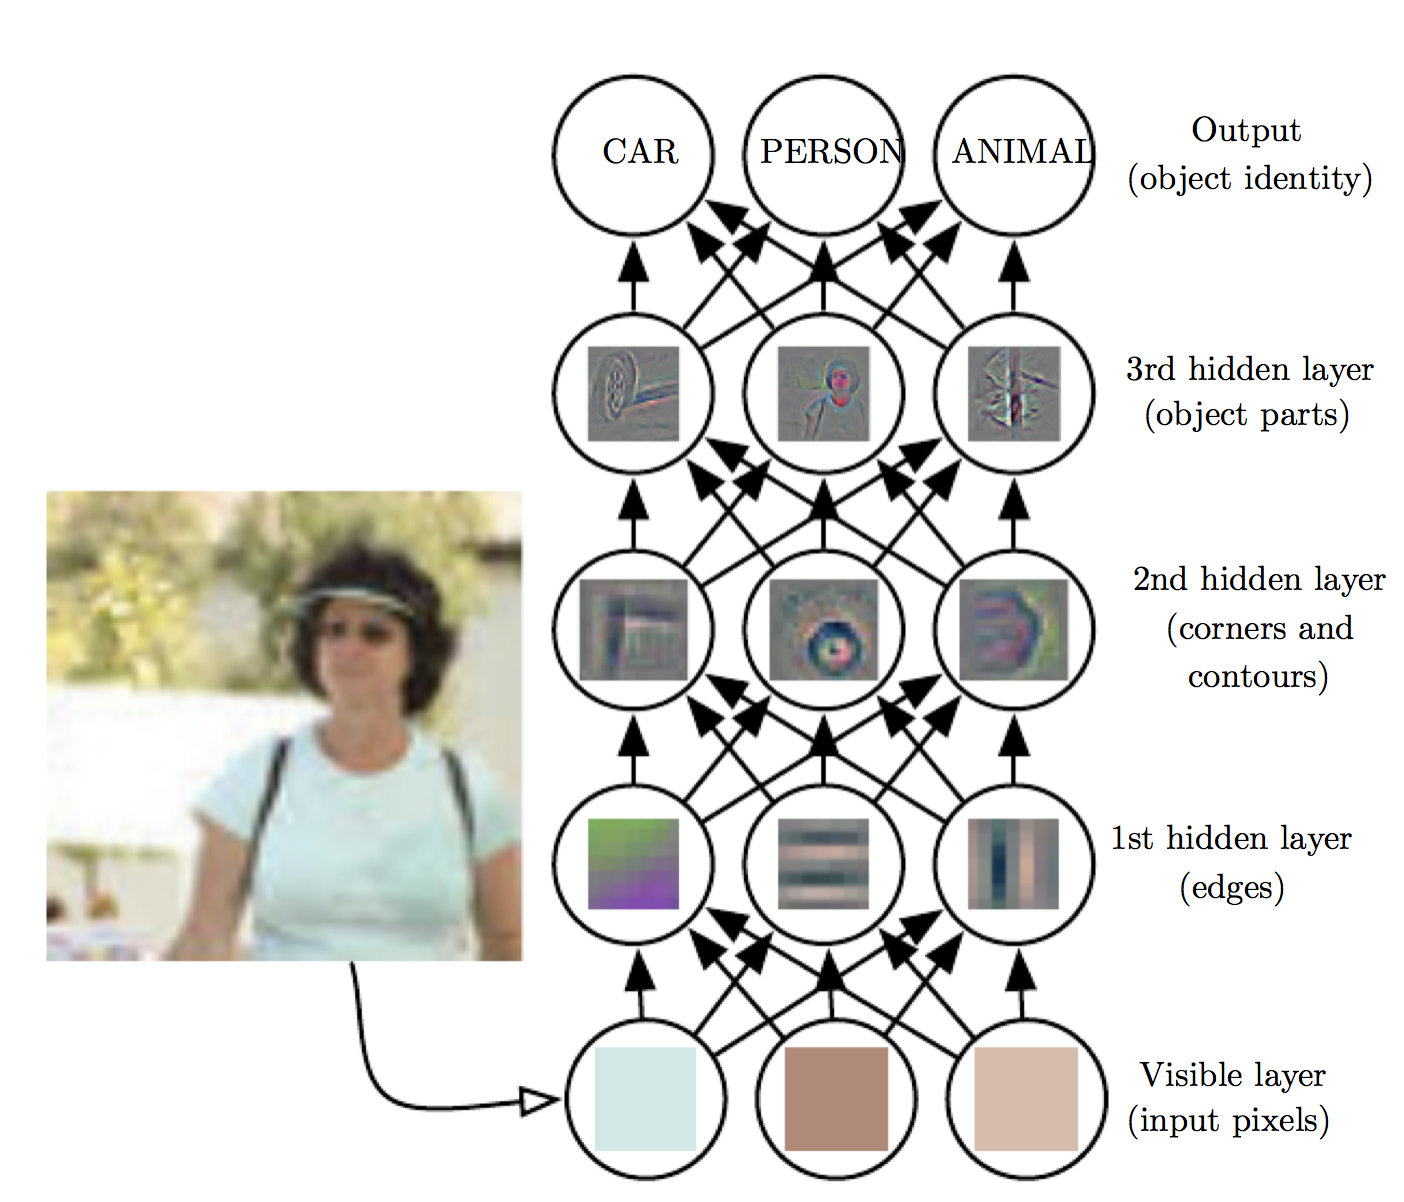 CAR
PERSON
ANIMAL
Output
(object identity)
3rd hidden layer
(object parts)
2nd hidden layer
(corners and
contours)
1st hidden layer
(edges)
Visible layer
(input pixels)